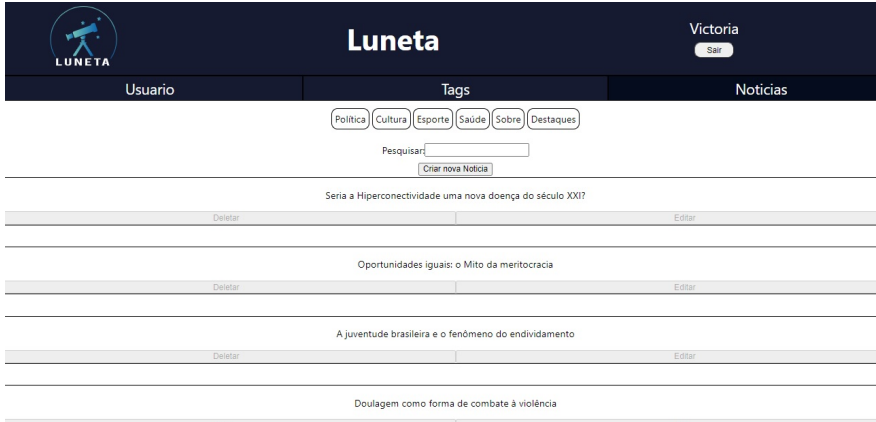 LUNETA
Luneta
Victoria
Sair
Usuario Tags Noticias
Política Cultura Esporte Saúde Sobre Destaques
Pesquisar:
Criar nova Noticia
Seria a Hiperconectividade uma nova doença do século XXI?
Deletar Editar
Oportunidades iguais: o Mito da meritocracia
Deletar Editar
A juventude brasileira e o fenômeno do endividamento
Deletar Editar
Doulagem como forma de combate à violência